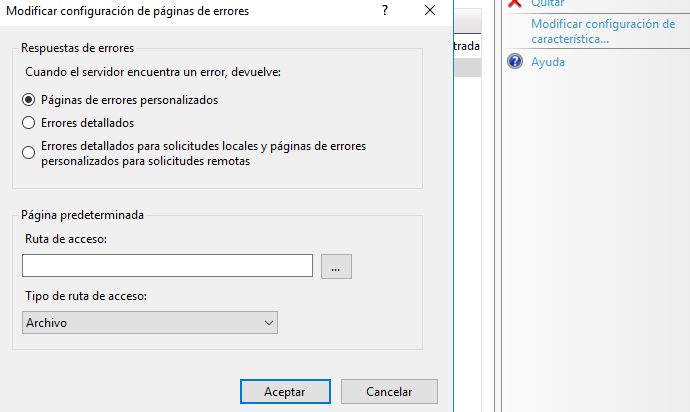 Modificar configuración de páginas de errores
Respuestas de errores
Cuando el servidor encuentra un error, devuelve:
Páginas de errores personalizados
Errores detallados
Errores detallados para solicitudes locales y páginas de errores
personalizados para solicitudes remotas
Página predeterminada
Ruta de acceso:
...
Tipo de ruta de acceso:
Archivo
Aceptar
Cancelar
trada
Quitar
Modificar configuración de
característica...
Ayuda